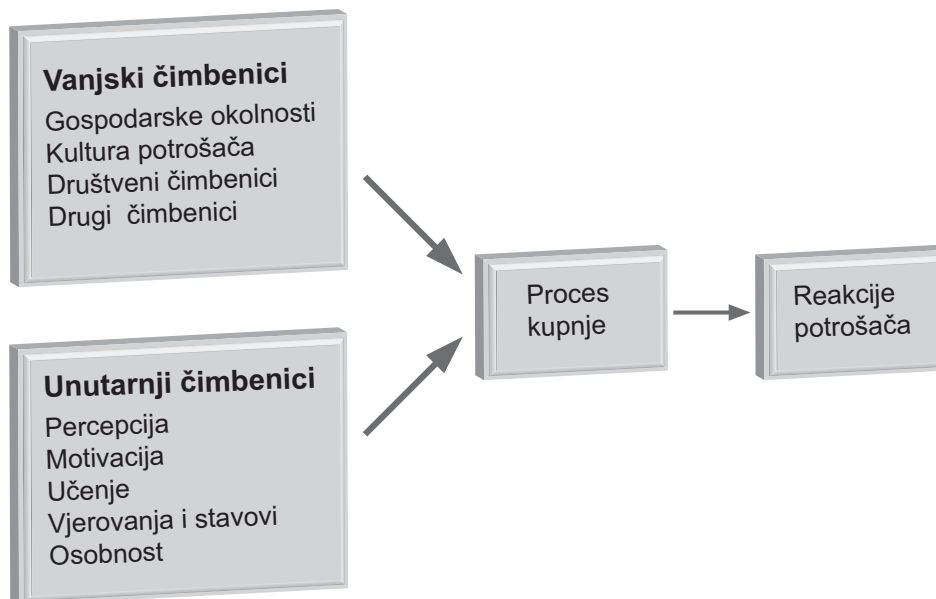 Vanjski čimbenici
Gospodarske okolnosti
Kultura potrošača
Društveni čimbenici
Drugi čimbenici
Unutarnji čimbenici
Percepcija
Motivacija
Učenje
Vjerovanja i stavovi
Osobnost
Proces
kupnje
Reakcije
potrošača